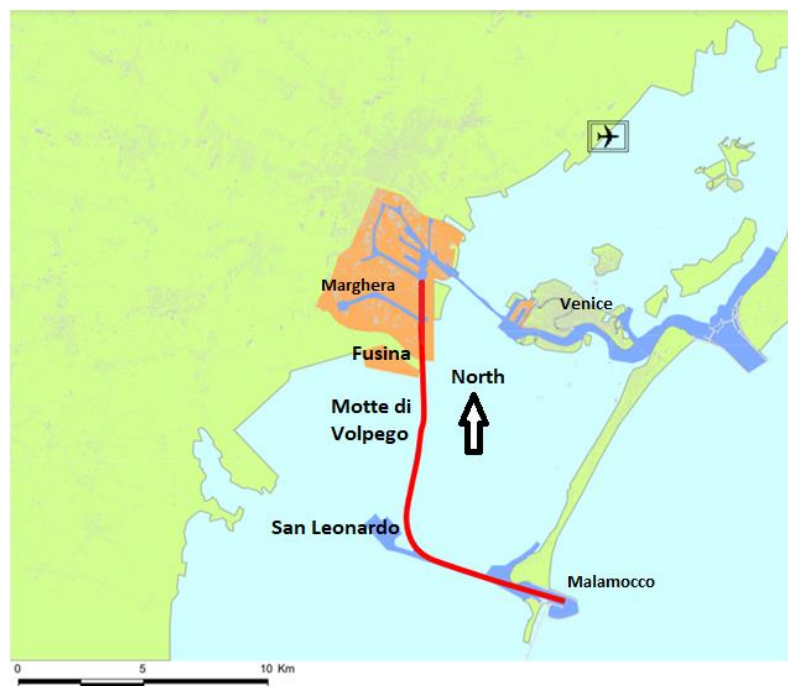 Marghera
Venice
Fusina
North
Motte di
Volpego
San Leonardo
Malamocco
0 5 10 Km